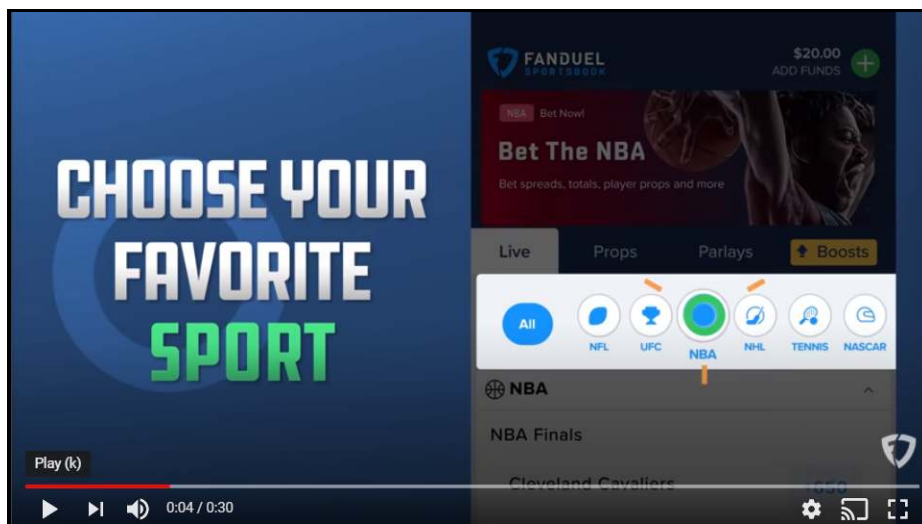 CHOOSE YOUR
FAVORITE
SPORT
FANDUEL
SPORTSBOOK
$20.00
ADD FUNDS
NBA Bet Now!
Bet The NBA
Bet spreads, totals, player props and more
Live Props Parlays Boosts
All NFL UFC NBA NHL TENNIS NASCAR
NBA
NBA Finals
Cleveland Cavaliers
Play (k)
0:04 / 0:30